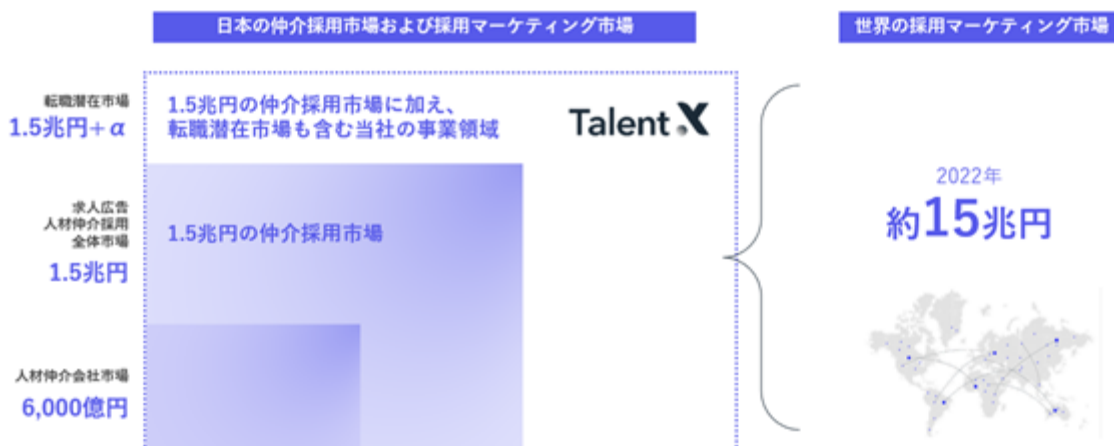 日本の仲介採用市場および採用マーケティング市場
世界の採用マーケティング市場
転職潜在市場
1.5兆円+α
1.5兆円の仲介採用市場に加え、
転職潜在市場も含む当社の事業領域
TalentX
求人広告
人材仲介採用
全体市場
1.5兆円
1.5兆円の仲介採用市場
人材仲介会社市場
6,000億円
2022年
約15兆円